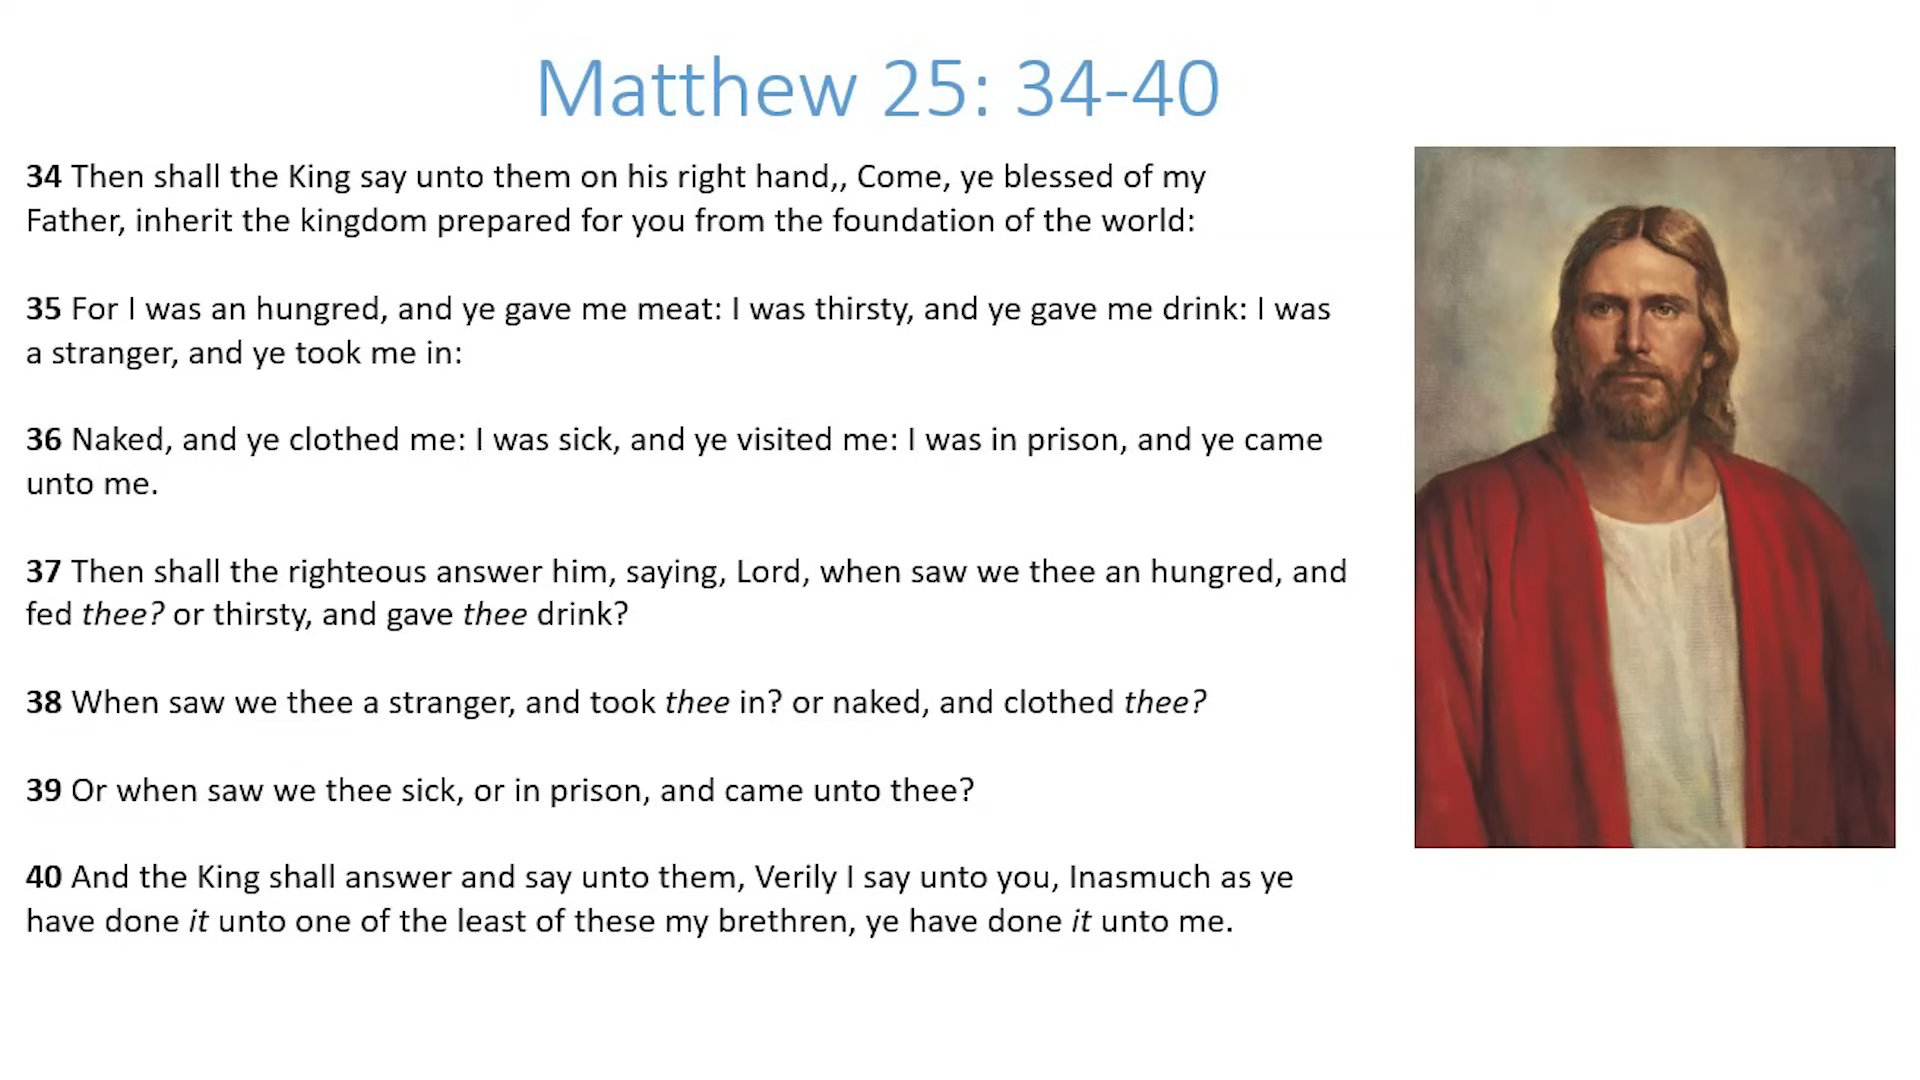 Matthew 25: 34-40
34 Then shall the King say unto them on his right hand,, Come, ye blessed of my
Father, inherit the kingdom prepared for you from the foundation of the world:
35 For I was an hungred, and ye gave me meat: I was thirsty, and ye gave me drink: I was
a stranger, and ye took me in:
36 Naked, and ye clothed me: I was sick, and ye visited me: I was in prison, and ye came
unto me.
37 Then shall the righteous answer him, saying, Lord, when saw we thee an hungred, and
fed thee? or thirsty, and gave thee drink?
38 When saw we thee a stranger, and took thee in? or naked, and clothed thee?
39 Or when saw we thee sick, or in prison, and came unto thee?
40 And the King shall answer and say unto them, Verily I say unto you, Inasmuch as ye
have done it unto one of the least of these my brethren, ye have done it unto me.